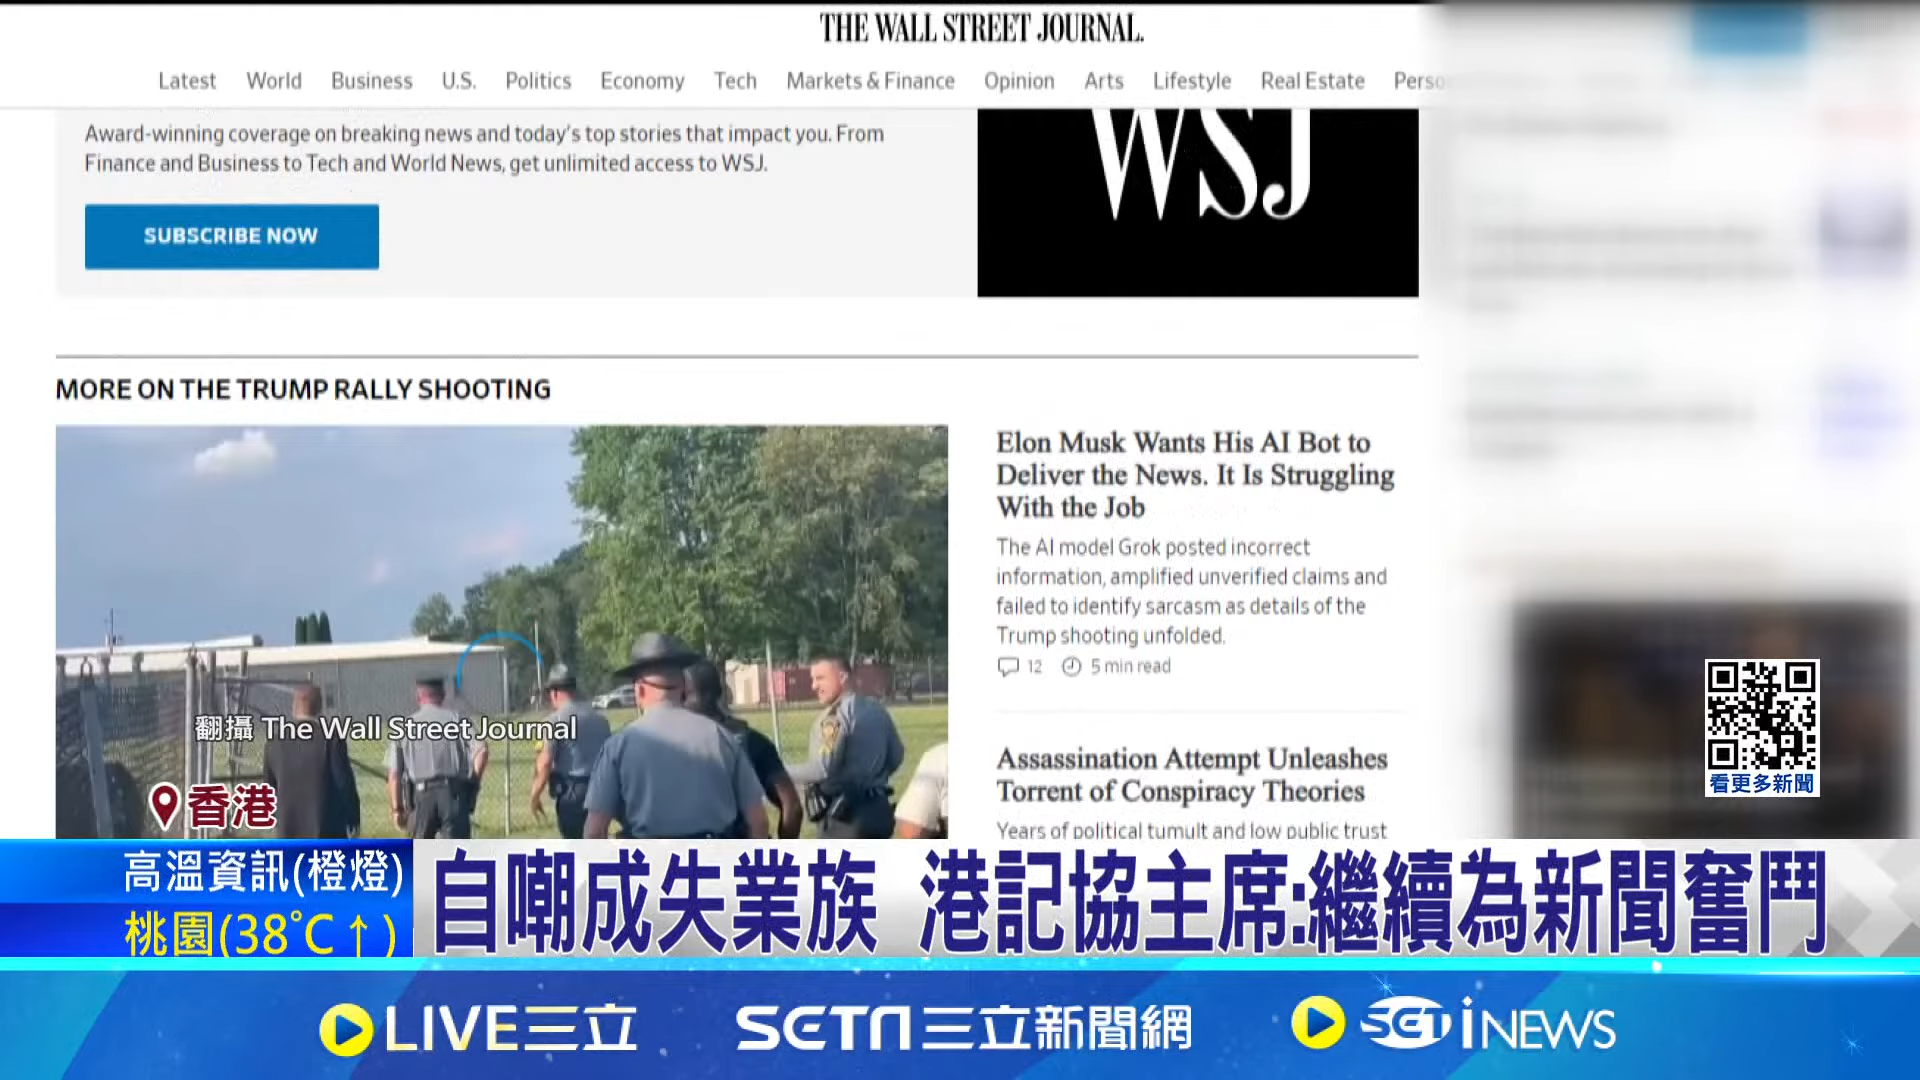 THE WALL STREET JOURNAL.
Latest World Business U.S. Politics Economy Tech Markets & Finance Opinion Arts Lifestyle Real Estate Perso
Award-winning coverage on breaking news and today's top stories that impact you. From
Finance and Business to Tech and World News, get unlimited access to WSJ.
SUBSCRIBE NOW
WSJ
MORE ON THE TRUMP RALLY SHOOTING
Elon Musk Wants His AI Bot to
Deliver the News. It Is Struggling
With the Job
The AI model Grok posted incorrect
information, amplified unverified claims and
failed to identify sarcasm as details of the
Trump shooting unfolded.
12 5 min read
Assassination Attempt Unleashes
Torrent of Conspiracy Theories
Years of political tumult and low public trust
翻攝 The Wall Street Journal
香港
看更多新聞
高溫資訊(橙燈)
桃園(38°C↑)
自嘲成失業族 港記協主席:繼續為新聞奮鬥
LIVE三立
SETN三立新聞網
SET iNEWS